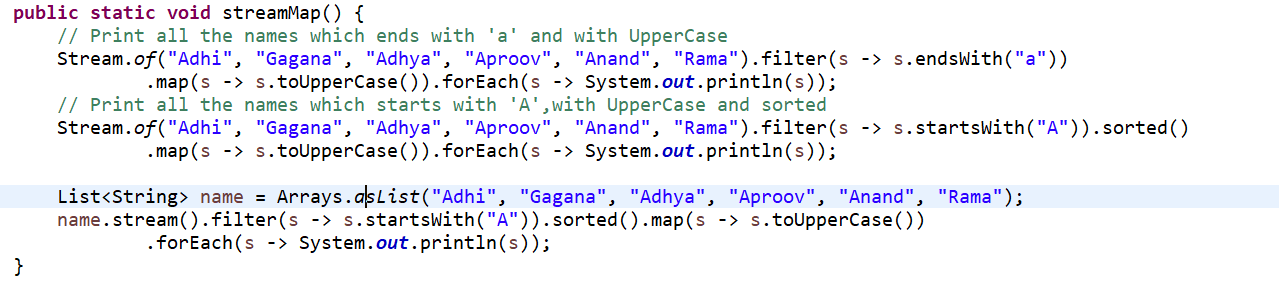 public static void streamMap() {
// Print all the names which ends with 'a' and with UpperCase
Stream.of("Adhi", "Gagana", "Adhya", "Aproov", "Anand", "Rama").filter(s -> s.endsWith("a"))
.map(s -> s.toUpperCase()).forEach(s -> System.out.println(s));
// Print all the names which starts with 'A',with UpperCase and sorted
Stream.of("Adhi", "Gagana", "Adhya", "Aproov", "Anand", "Rama").filter(s -> s.startsWith("A")).sorted()
.map(s -> s.toUpperCase()).forEach(s -> System.out.println(s));
List<String> name = Arrays.asList("Adhi", "Gagana", "Adhya", "Aproov", "Anand", "Rama");
name.stream().filter(s -> s.startsWith("A")).sorted().map(s -> s.toUpperCase())
.forEach(s -> System.out.println(s));
}